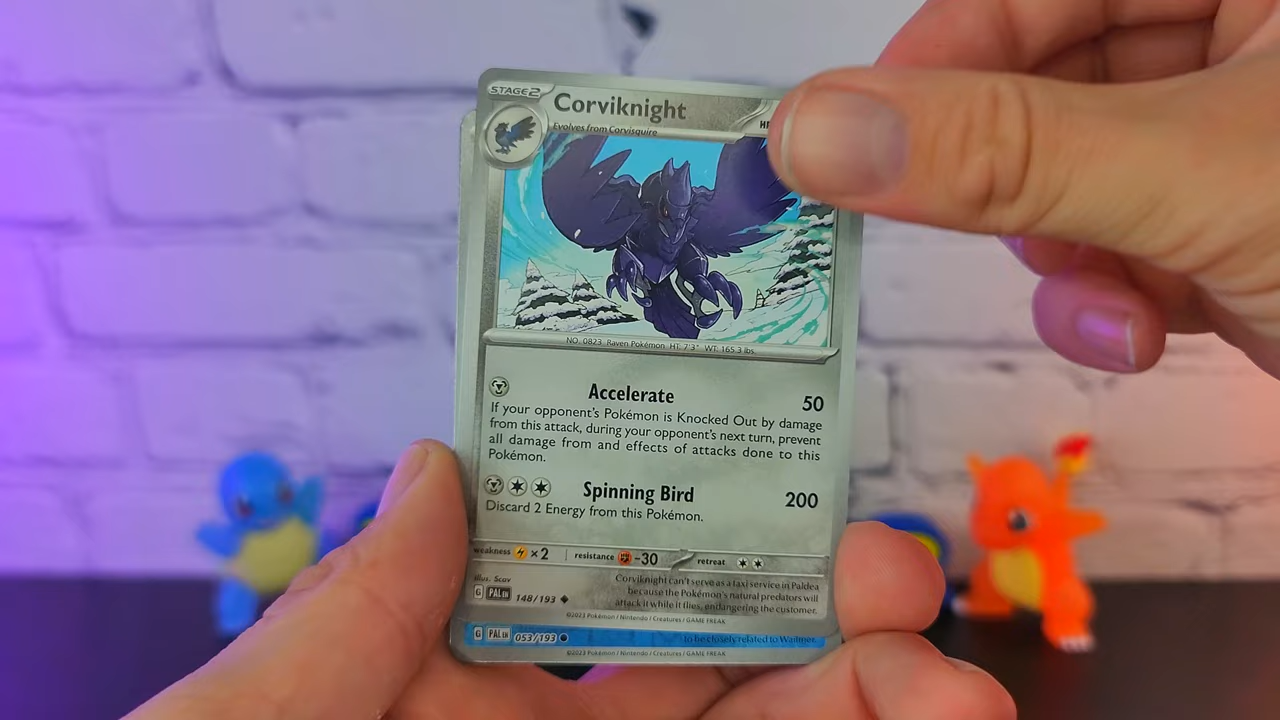 STAGE2
Corviknight
Evolves from Corvisquire
NO. 0823 Raven Pokémon HT: 7'3" WT: 165.3 lbs.
Accelerate 50
If your opponent's Pokémon is Knocked Out by damage
from this attack, during your opponent's next turn, prevent
all damage from and effects of attacks done to this
Pokémon.
Spinning Bird 200
Discard 2 Energy from this Pokémon.
weakness ×2 resistance -30 retreat
Illus. Scav
Corviknight can't serve as a taxi service in Paldea
because the Pokémon's natural predators will
attack it while it flies, endangering the customer.
G PAL EN 148/193
©2023 Pokémon / Nintendo / Creatures / GAME FREAK
G PAL EN 053/193 to be closely related to Wailmer.
©2023 Pokémon / Nintendo / Creatures / GAME FREAK